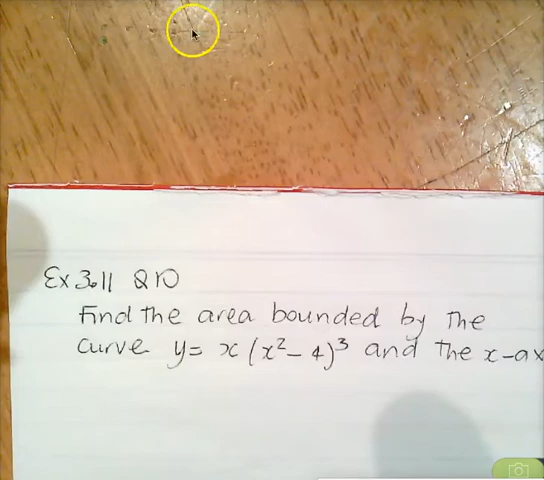 Ex 3.11 Q10
Find the area bounded by the
curve y = x(x² - 4)³ and the x-ax